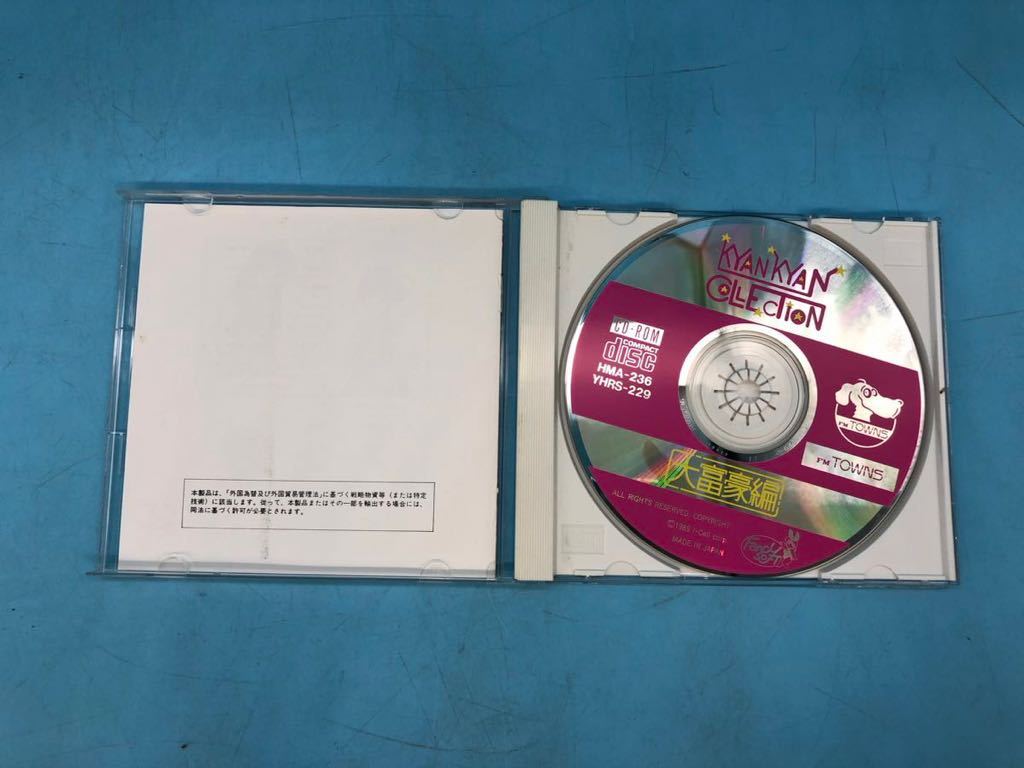 本製品は、「外国為替及び外国貿易管理法」に基づく戦略物資等（または特定
技術）に該当します。従って、本製品またはその一部を輸出する場合には、
同法に基づく許可が必要とされます。
KYAN KYAN
COLLECTION
CD-ROM
COMPACT
disc
HMA-236
YHRS-229
FM TOWNS
FM TOWNS
大富豪編
ALL RIGHTS RESERVED, COPYRIGHT
©1989 I-Cell corp.
MADE IN JAPAN
Fancy
SOFT